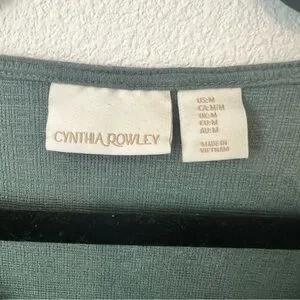 CYNTHIA ROWLEY
US:M
CA:M/M
UK:M
EU:M
AU:M
MADE IN
VIETNAM